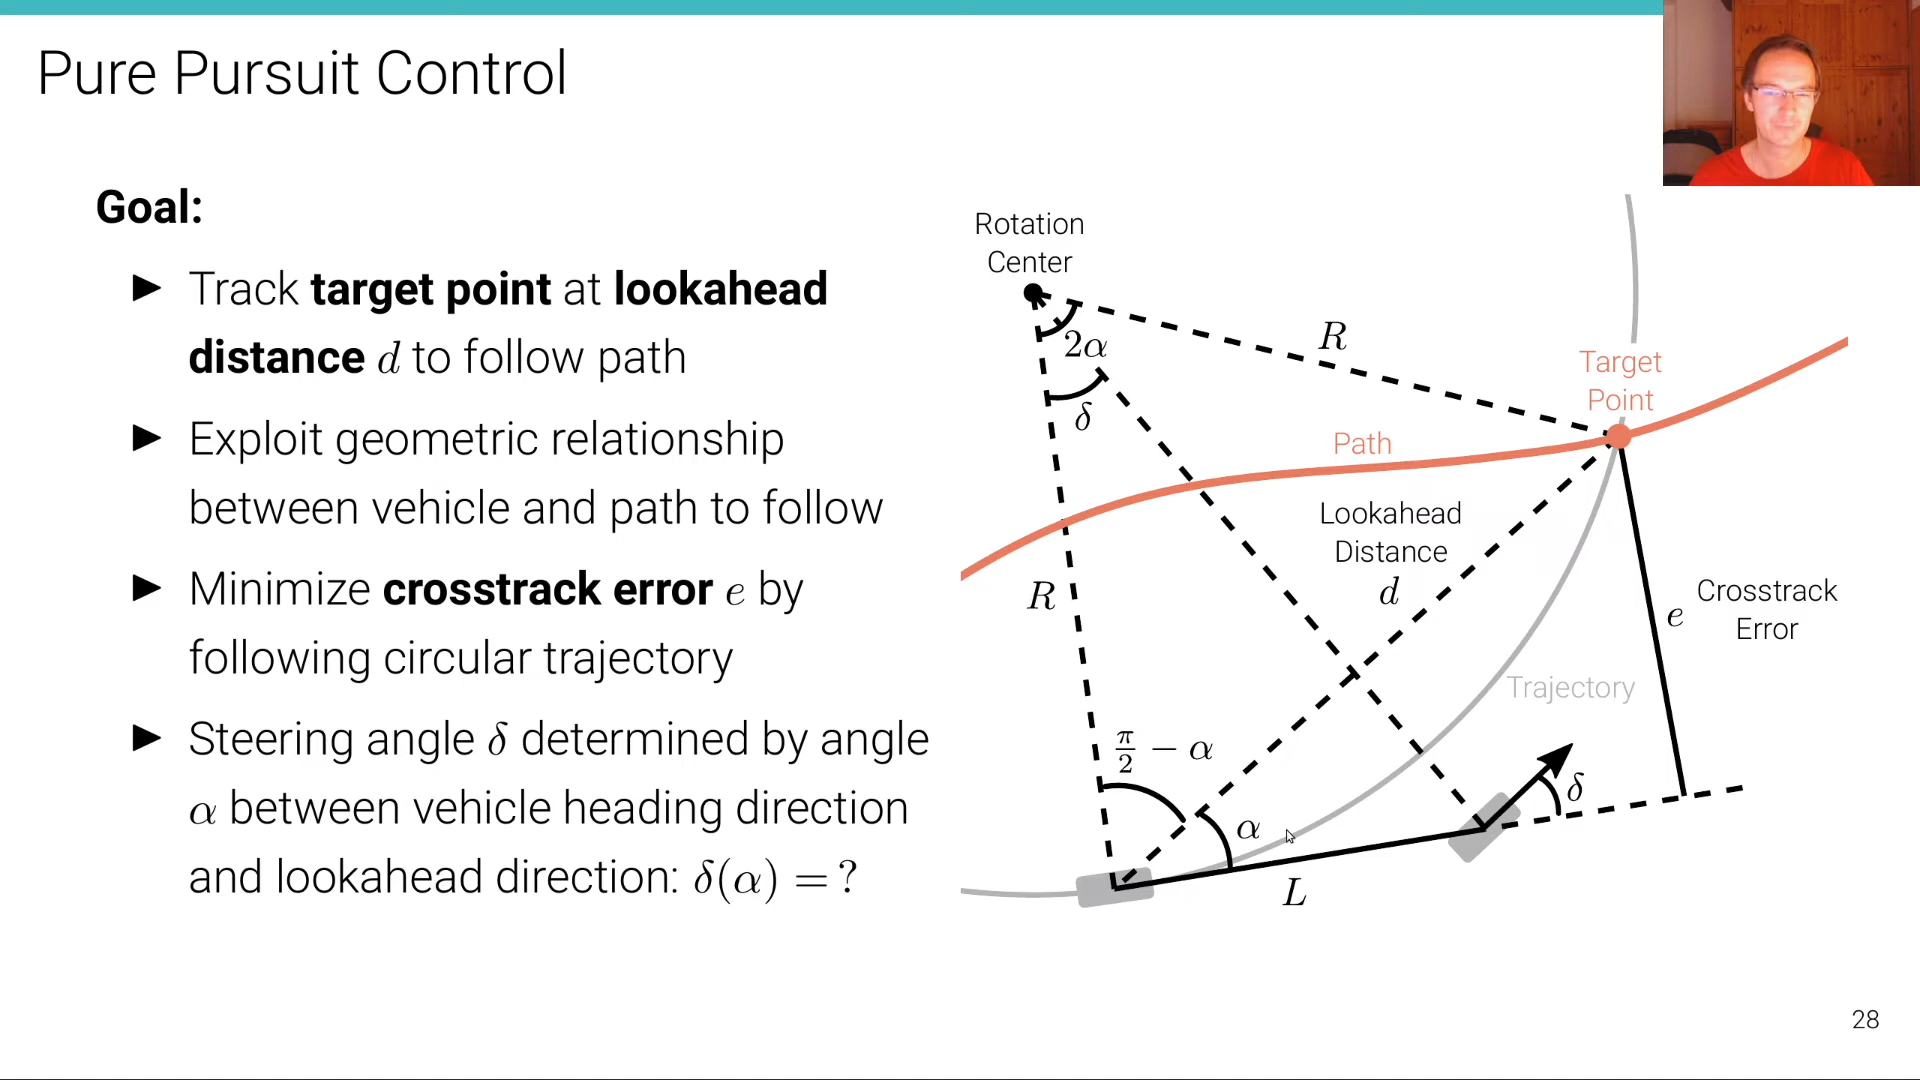 Pure Pursuit Control
Goal:
► Track target point at lookahead
distance d to follow path
► Exploit geometric relationship
between vehicle and path to follow
► Minimize crosstrack error e by
following circular trajectory
► Steering angle δ determined by angle
α between vehicle heading direction
and lookahead direction: δ(α) = ?
Rotation
Center
2α
δ
R
Target
Point
Path
Lookahead
Distance
d
R
e
Crosstrack
Error
Trajectory
π/2 − α
α
δ
L
28